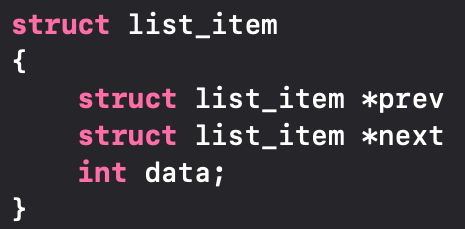 struct list_item
{
    struct list_item *prev
    struct list_item *next
    int data;
}